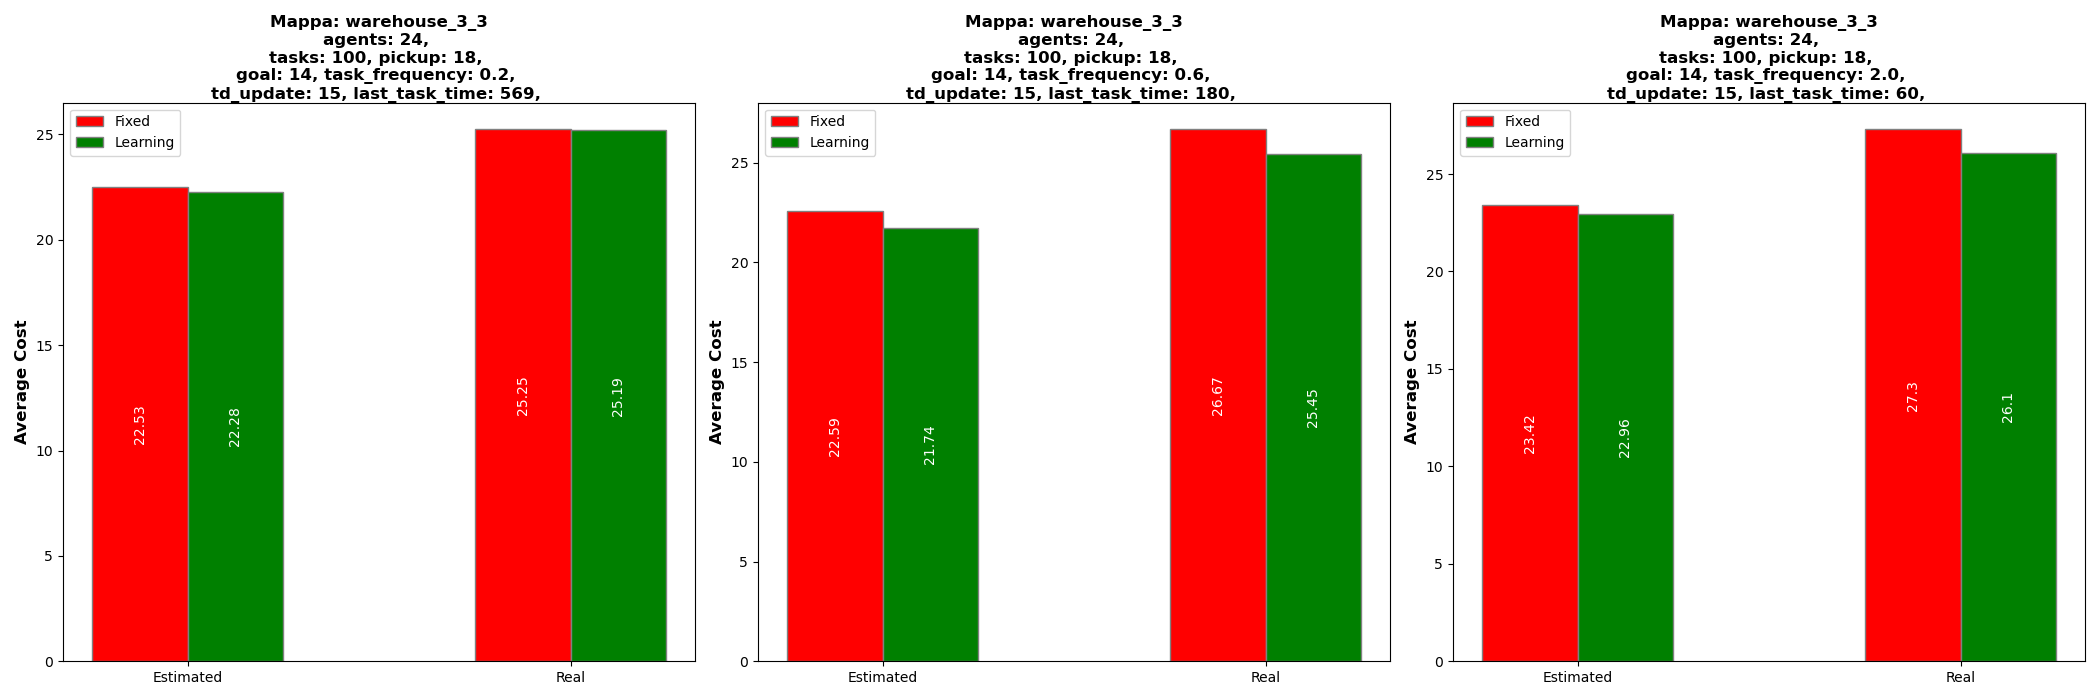 Mappa: warehouse_3_3
agents: 24,
tasks: 100, pickup: 18,
goal: 14, task_frequency: 0.2,
td_update: 15, last_task_time: 569,
Fixed
Learning
25
20
15
10
5
0
Average Cost
22.53
22.28
25.25
25.19
Estimated
Real
Mappa: warehouse_3_3
agents: 24,
tasks: 100, pickup: 18,
goal: 14, task_frequency: 0.6,
td_update: 15, last_task_time: 180,
Fixed
Learning
25
20
15
10
5
0
Average Cost
22.59
21.74
26.67
25.45
Estimated
Real
Mappa: warehouse_3_3
agents: 24,
tasks: 100, pickup: 18,
goal: 14, task_frequency: 2.0,
td_update: 15, last_task_time: 60,
Fixed
Learning
25
20
15
10
5
0
Average Cost
23.42
22.96
27.3
26.1
Estimated
Real